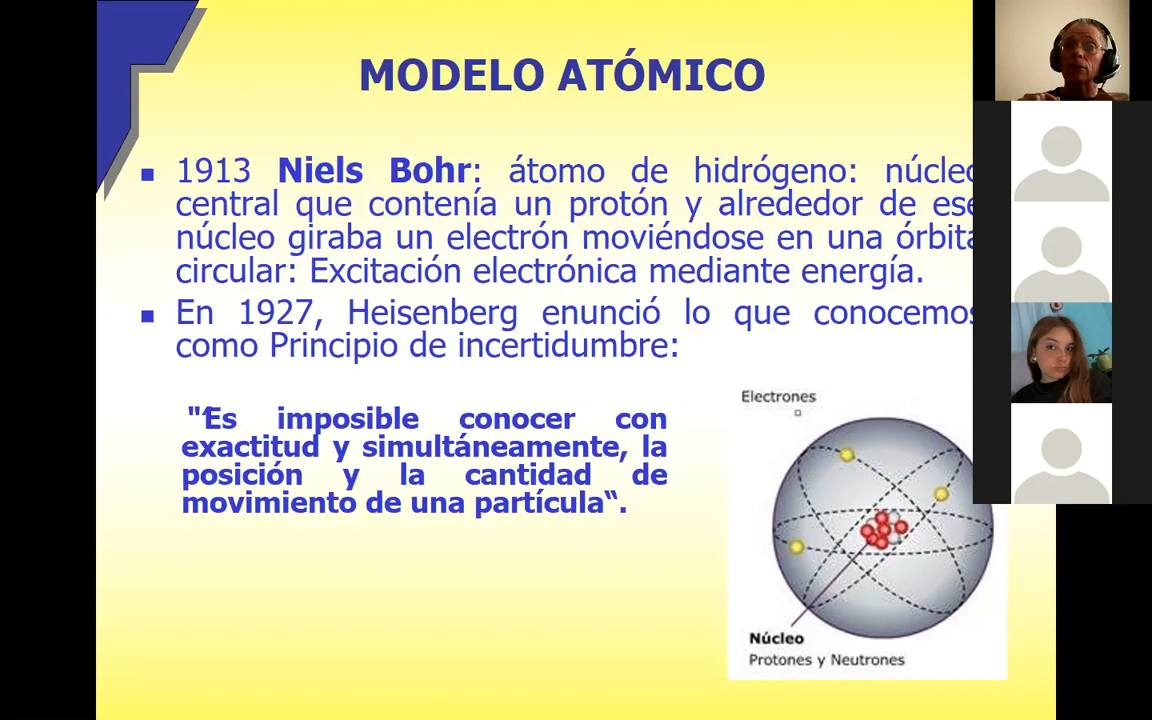 MODELO ATÓMICO
1913 Niels Bohr: átomo de hidrógeno: núcleo
central que contenía un protón y alrededor de ese
núcleo giraba un electrón moviéndose en una órbita
circular: Excitación electrónica mediante energía.
En 1927, Heisenberg enunció lo que conocemos
como Principio de incertidumbre:
"Es imposible conocer con
exactitud y simultáneamente, la
posición y la cantidad de
movimiento de una partícula“.
Electrones
Núcleo
Protones y Neutrones